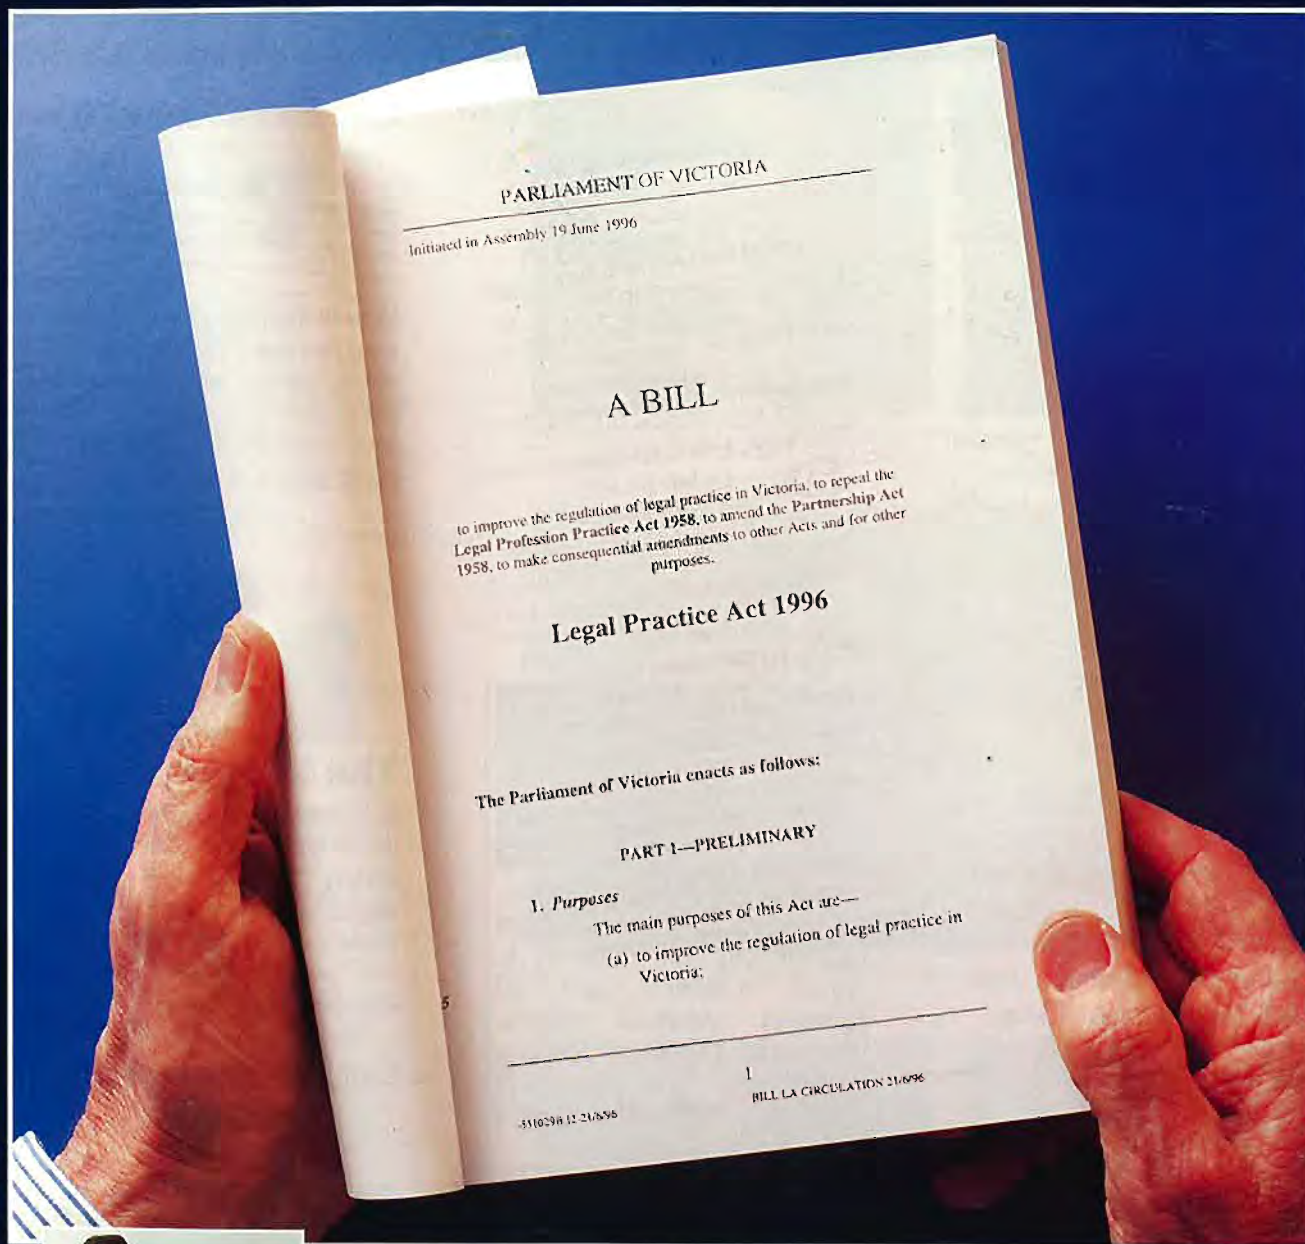 PARLIAMENT OF VICTORIA
Initiated in Assembly 19 June 1996
A BILL
to improve the regulation of legal practice in Victoria, to repeal the
Legal Profession Practice Act 1958, to amend the Partnership Act
1958, to make consequential amendments to other Acts and for other
purposes.
Legal Practice Act 1996
The Parliament of Victoria enacts as follows:
PART 1—PRELIMINARY
1. Purposes
The main purposes of this Act are—
(a) to improve the regulation of legal practice in
Victoria;
5
1
BILL LA CIRCULATION 21/6/96